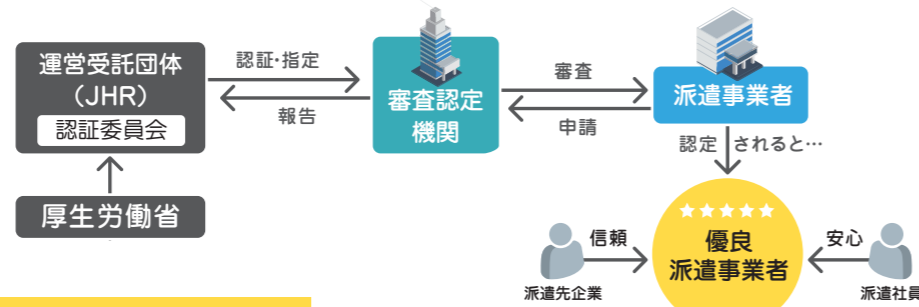 運営受託団体
（JHR）
認証委員会
認証・指定
報告
審査認定
機関
審査
申請
派遣事業者
認定 されると…
厚生労働省
優良
派遣事業者
信頼
派遣先企業
安心
派遣社員